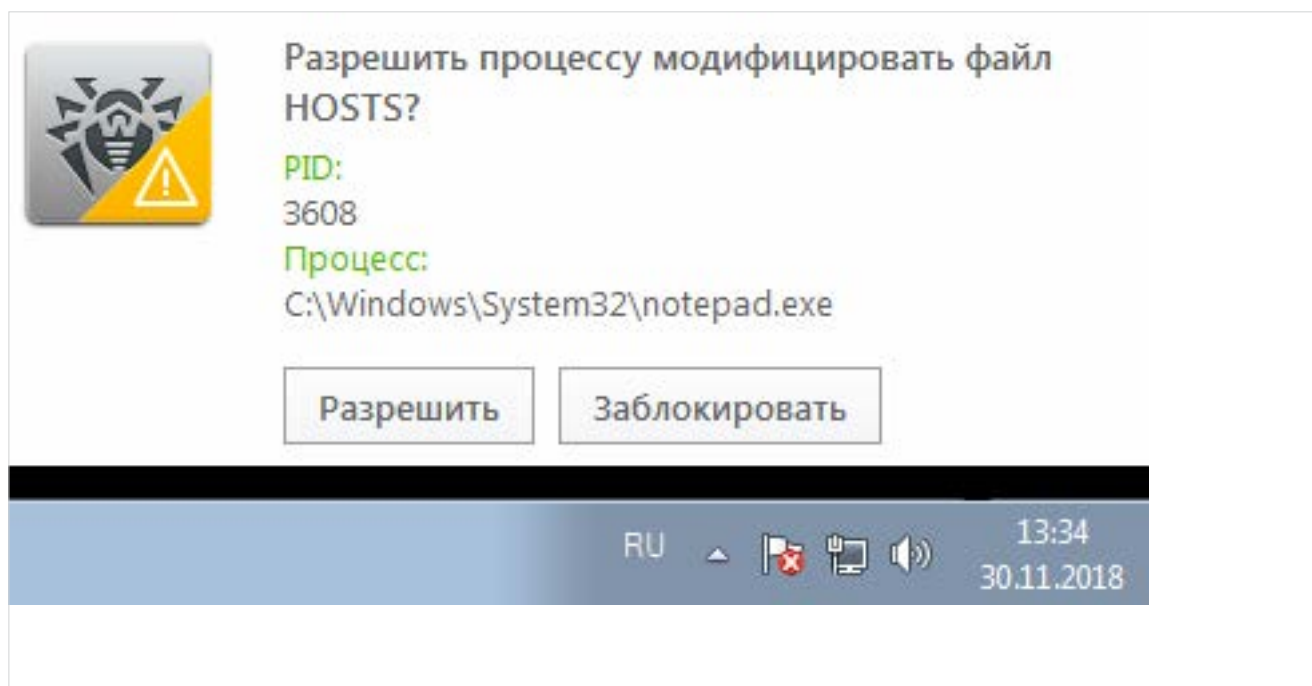 Разрешить процессу модифицировать файл
HOSTS?
PID:
3608
Процесс:
C:\Windows\System32\notepad.exe
Разрешить
Заблокировать
RU
13:34
30.11.2018